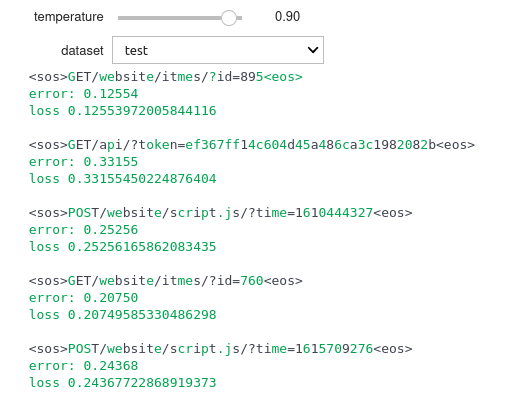 temperature 0.90
dataset test
<sos>GET/website/itmes/?id=895<eos>
error: 0.12554
loss 0.12553972005844116
<sos>GET/api/?token=ef367ff14c604d45a486ca3c1982082b<eos>
error: 0.33155
loss 0.33155450224876404
<sos>POST/website/script.js/?time=1610444327<eos>
error: 0.25256
loss 0.25256165862083435
<sos>GET/website/itmes/?id=760<eos>
error: 0.20750
loss 0.20749585330486298
<sos>POST/website/script.js/?time=1615709276<eos>
error: 0.24368
loss 0.24367722868919373